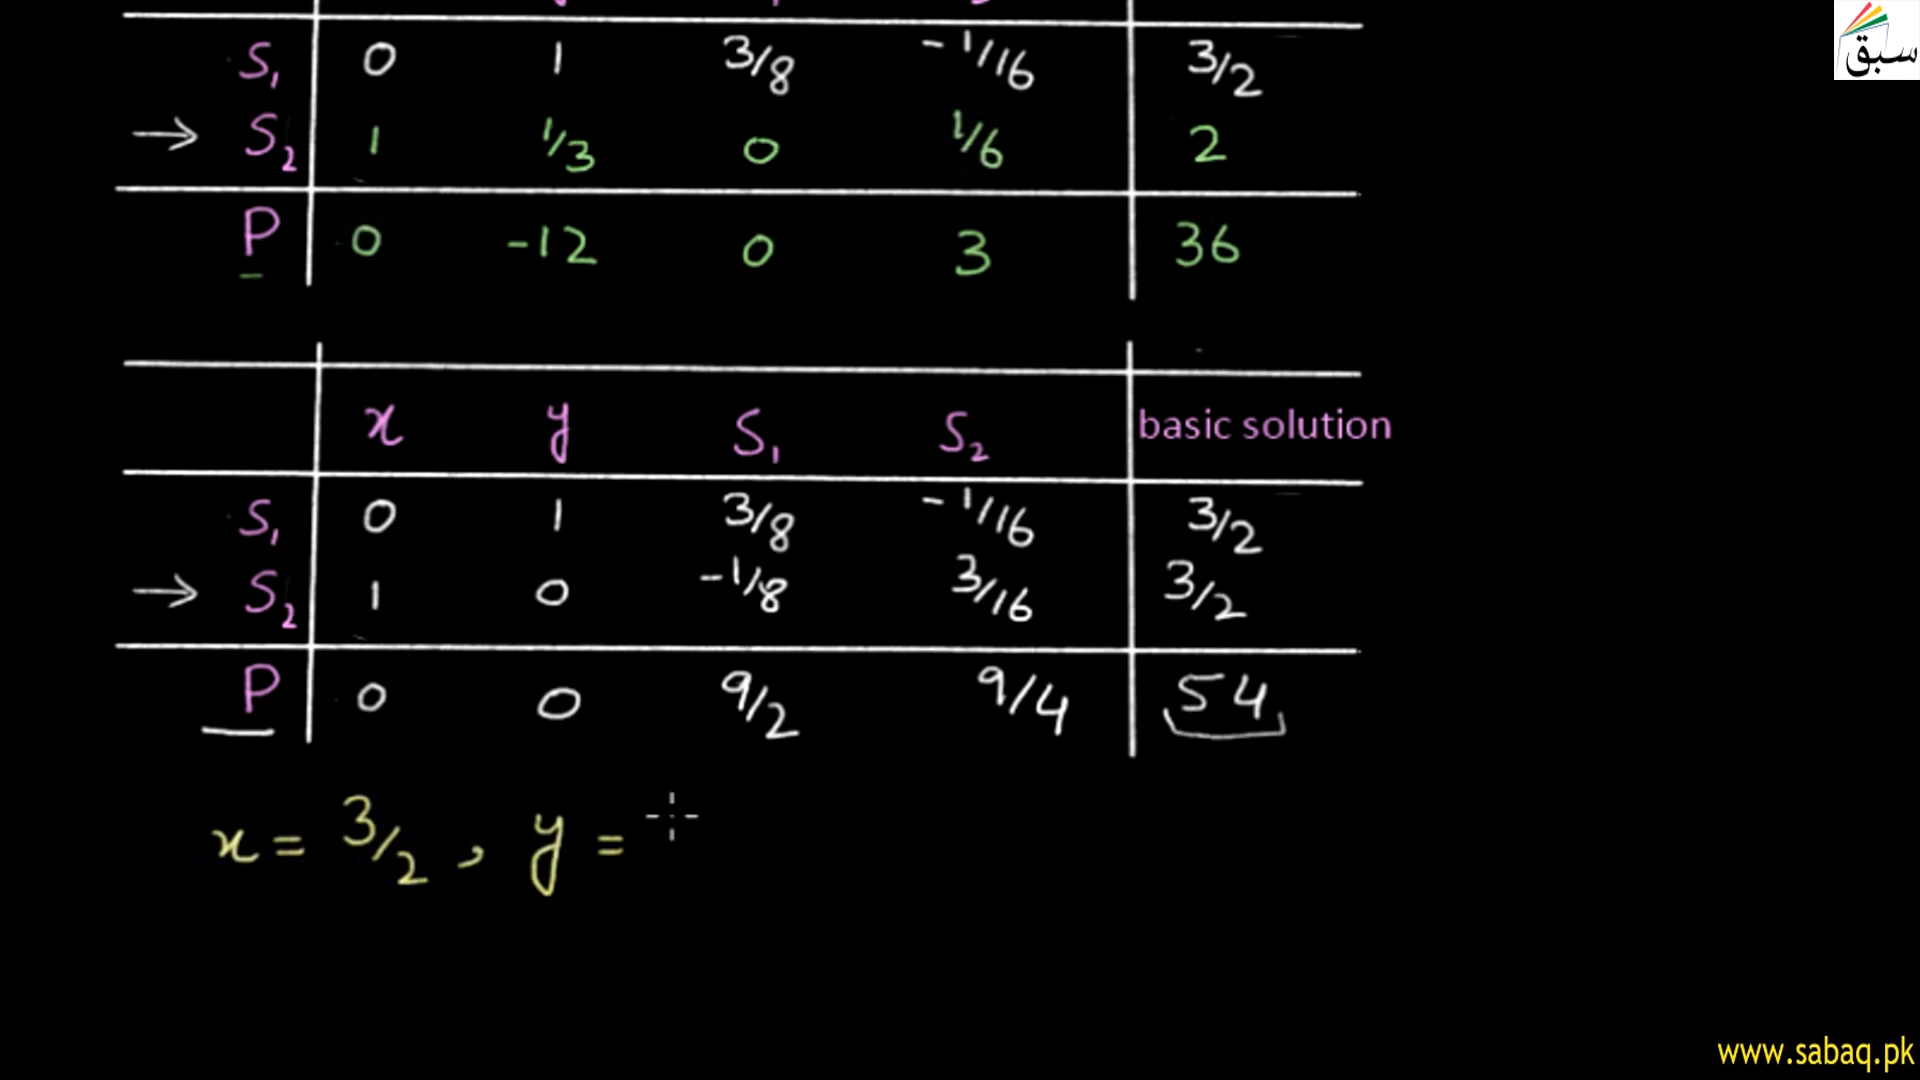 سبق
S₁ 0 1 3/8 -1/16 3/2
→ S₂ 1 1/3 0 1/6 2
P 0 -12 0 3 36
x y S₁ S₂ basic solution
S₁ 0 1 3/8 -1/16 3/2
→ S₂ 1 0 -1/8 3/16 3/2
P 0 0 9/2 9/4 54
x = 3/2 , y =
www.sabaq.pk